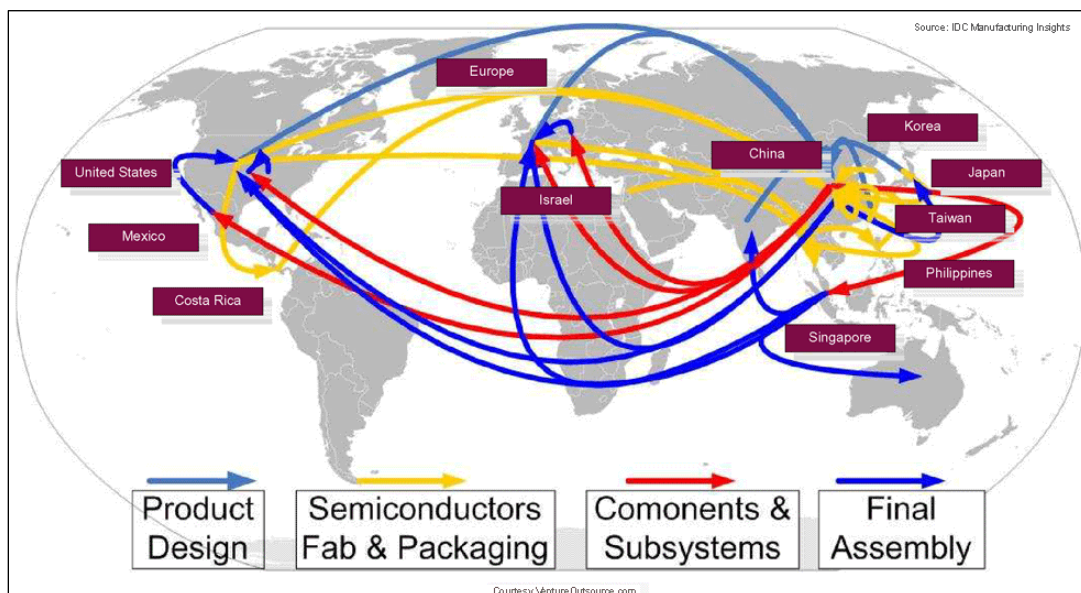 Source: IDC Manufacturing Insights
Europe
Korea
China
United States
Japan
Israel
Taiwan
Mexico
Philippines
Costa Rica
Singapore
Product
Design
Semiconductors
Fab & Packaging
Comonents &
Subsystems
Final
Assembly
Courtesy VentureOutsource.com